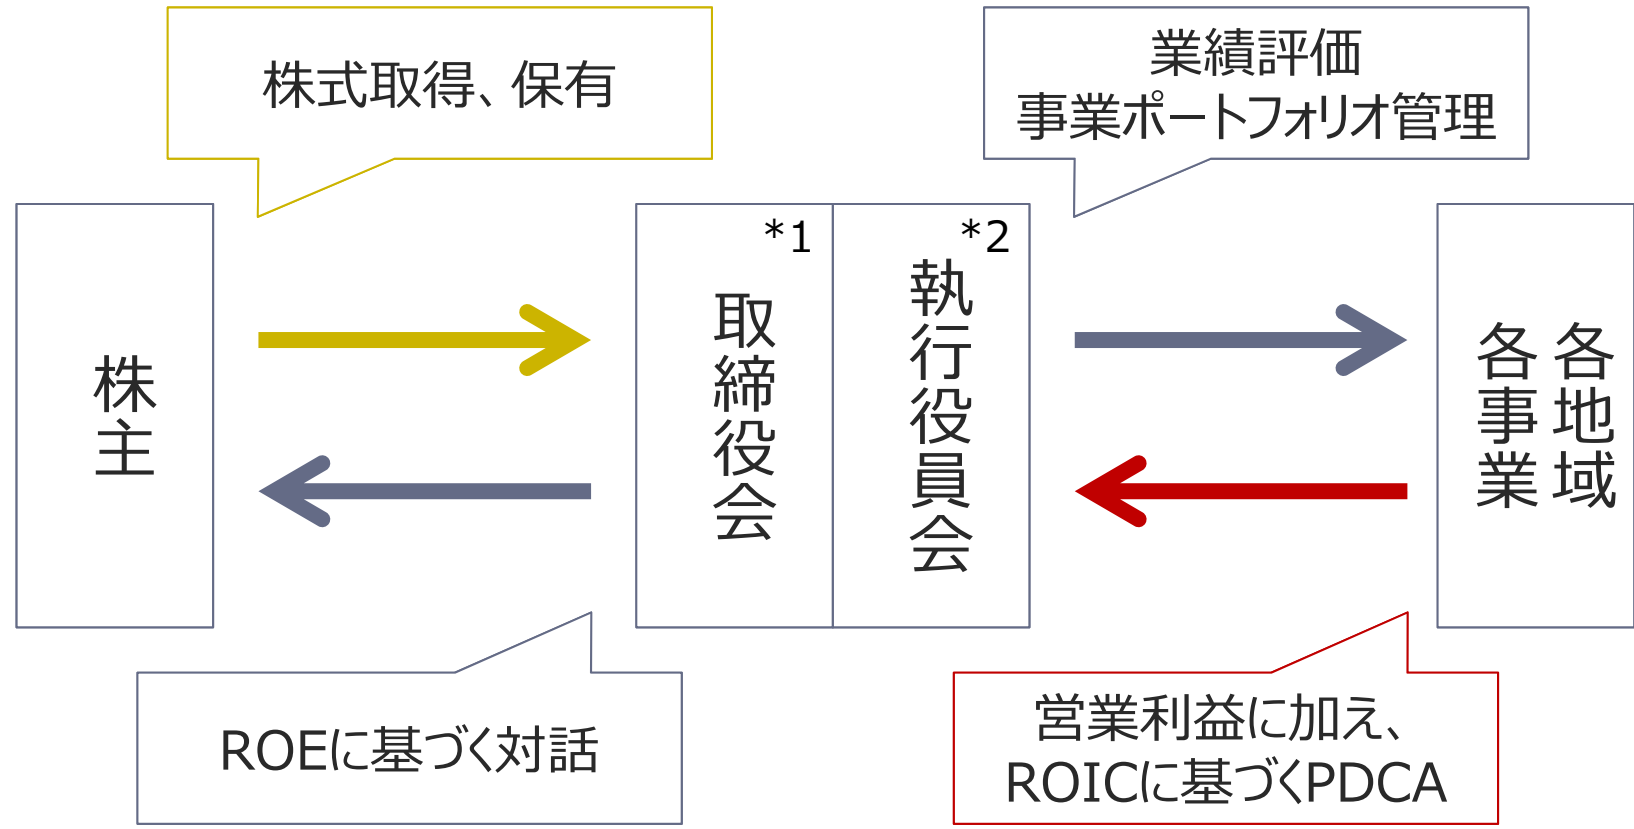 株式取得、保有
業績評価
事業ポートフォリオ管理
株主
*1
取締役会
*2
執行役員会
各地域
各事業
ROEに基づく対話
営業利益に加え、
ROICに基づくPDCA